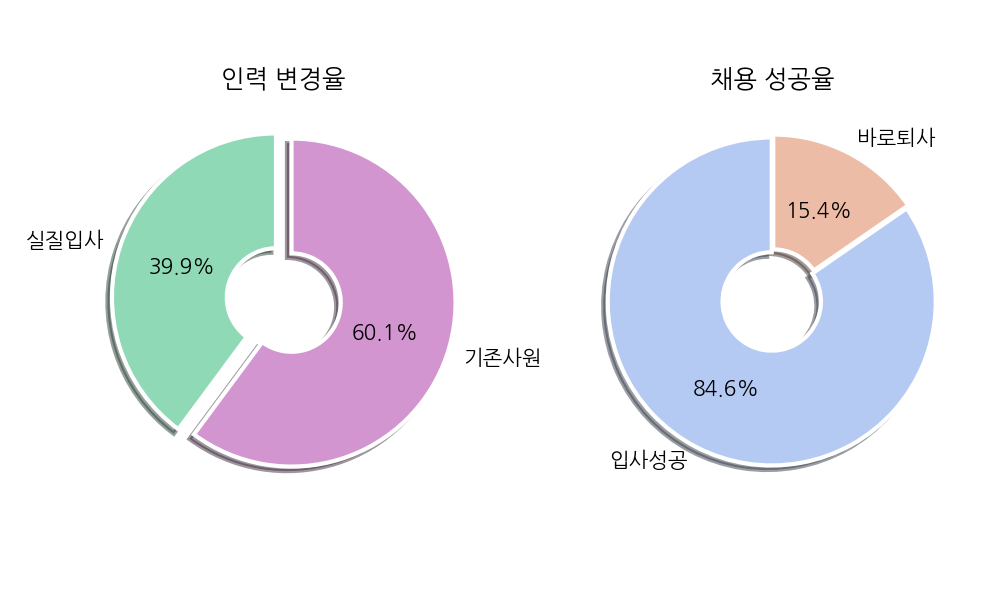 인력 변경율
실질입사
39.9%
60.1%
기존사원
채용 성공율
바로퇴사
15.4%
84.6%
입사성공